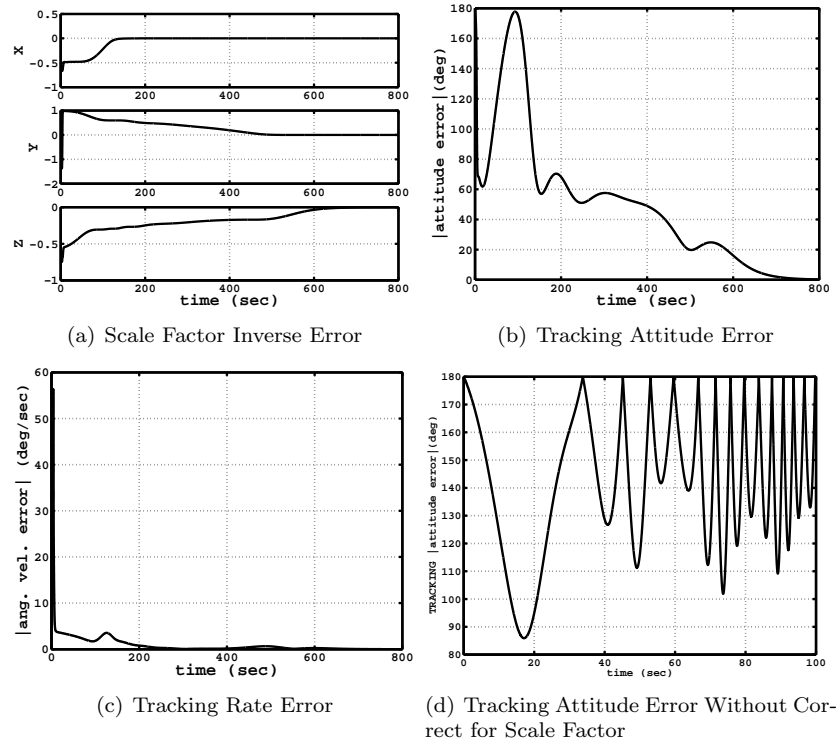 0.5
0
X
−0.5
−1
0 200 400 600 800
1
0
Y
−1
−2
0 200 400 600 800
0
Z −0.5
−1
0 200 400 600 800
time (sec)
(a) Scale Factor Inverse Error
180
160
140
120
100
80
60
40
20
0
|attitude error|(deg)
0 200 400 600 800
time (sec)
(b) Tracking Attitude Error
60
50
40
30
20
10
0
|ang. vel. error| (deg/sec)
0 200 400 600 800
time (sec)
(c) Tracking Rate Error
180
170
160
150
140
130
120
110
100
90
80
TRACKING |attitude error|(deg)
0 20 40 60 80 100
time (sec)
(d) Tracking Attitude Error Without Cor-
rect for Scale Factor